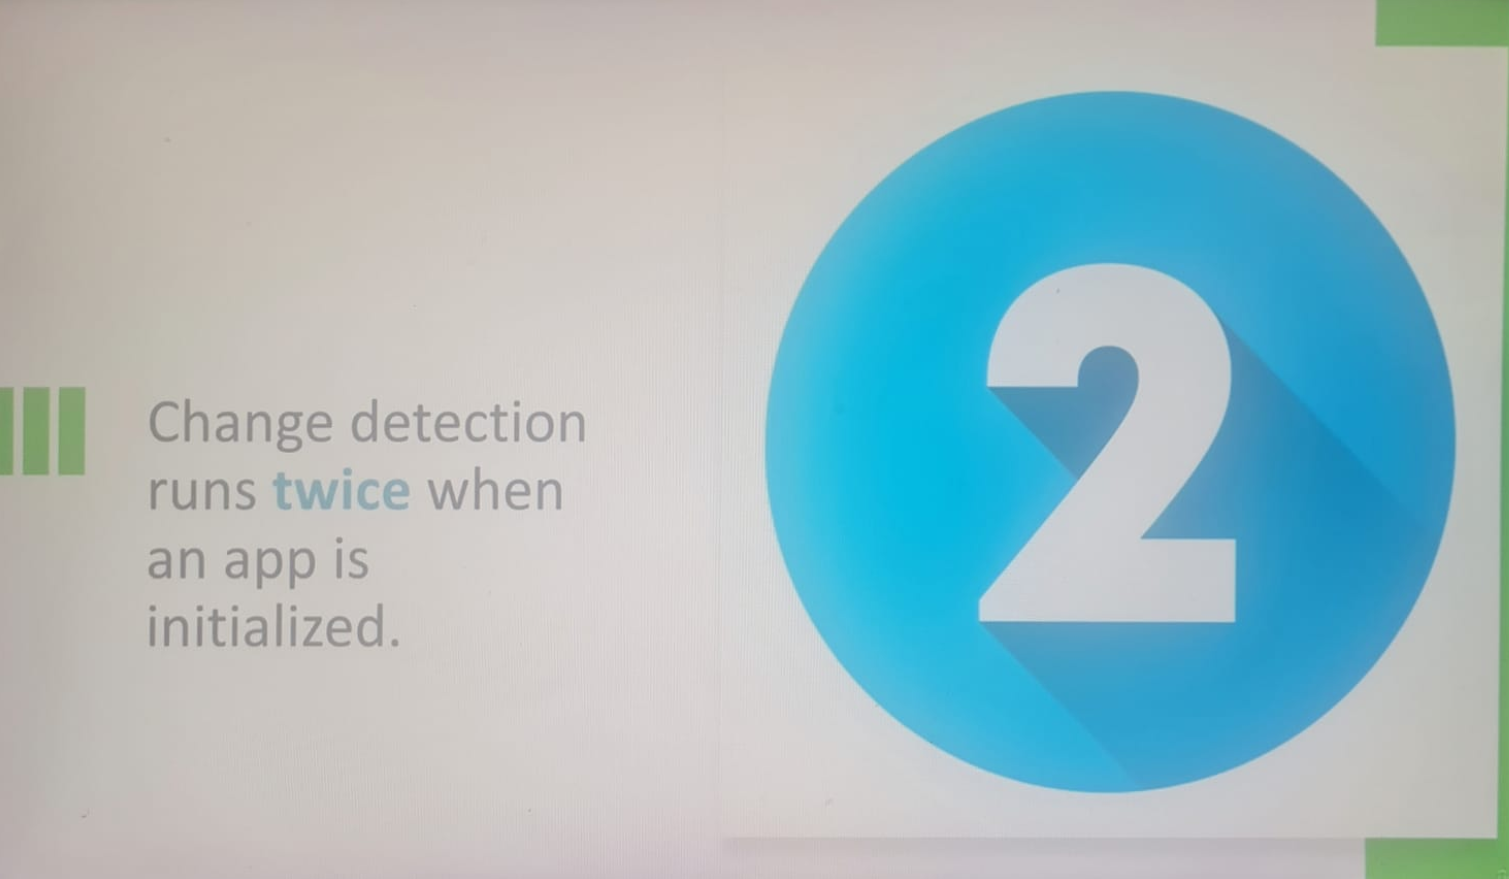 Change detection
runs twice when
an app is
initialized.
2